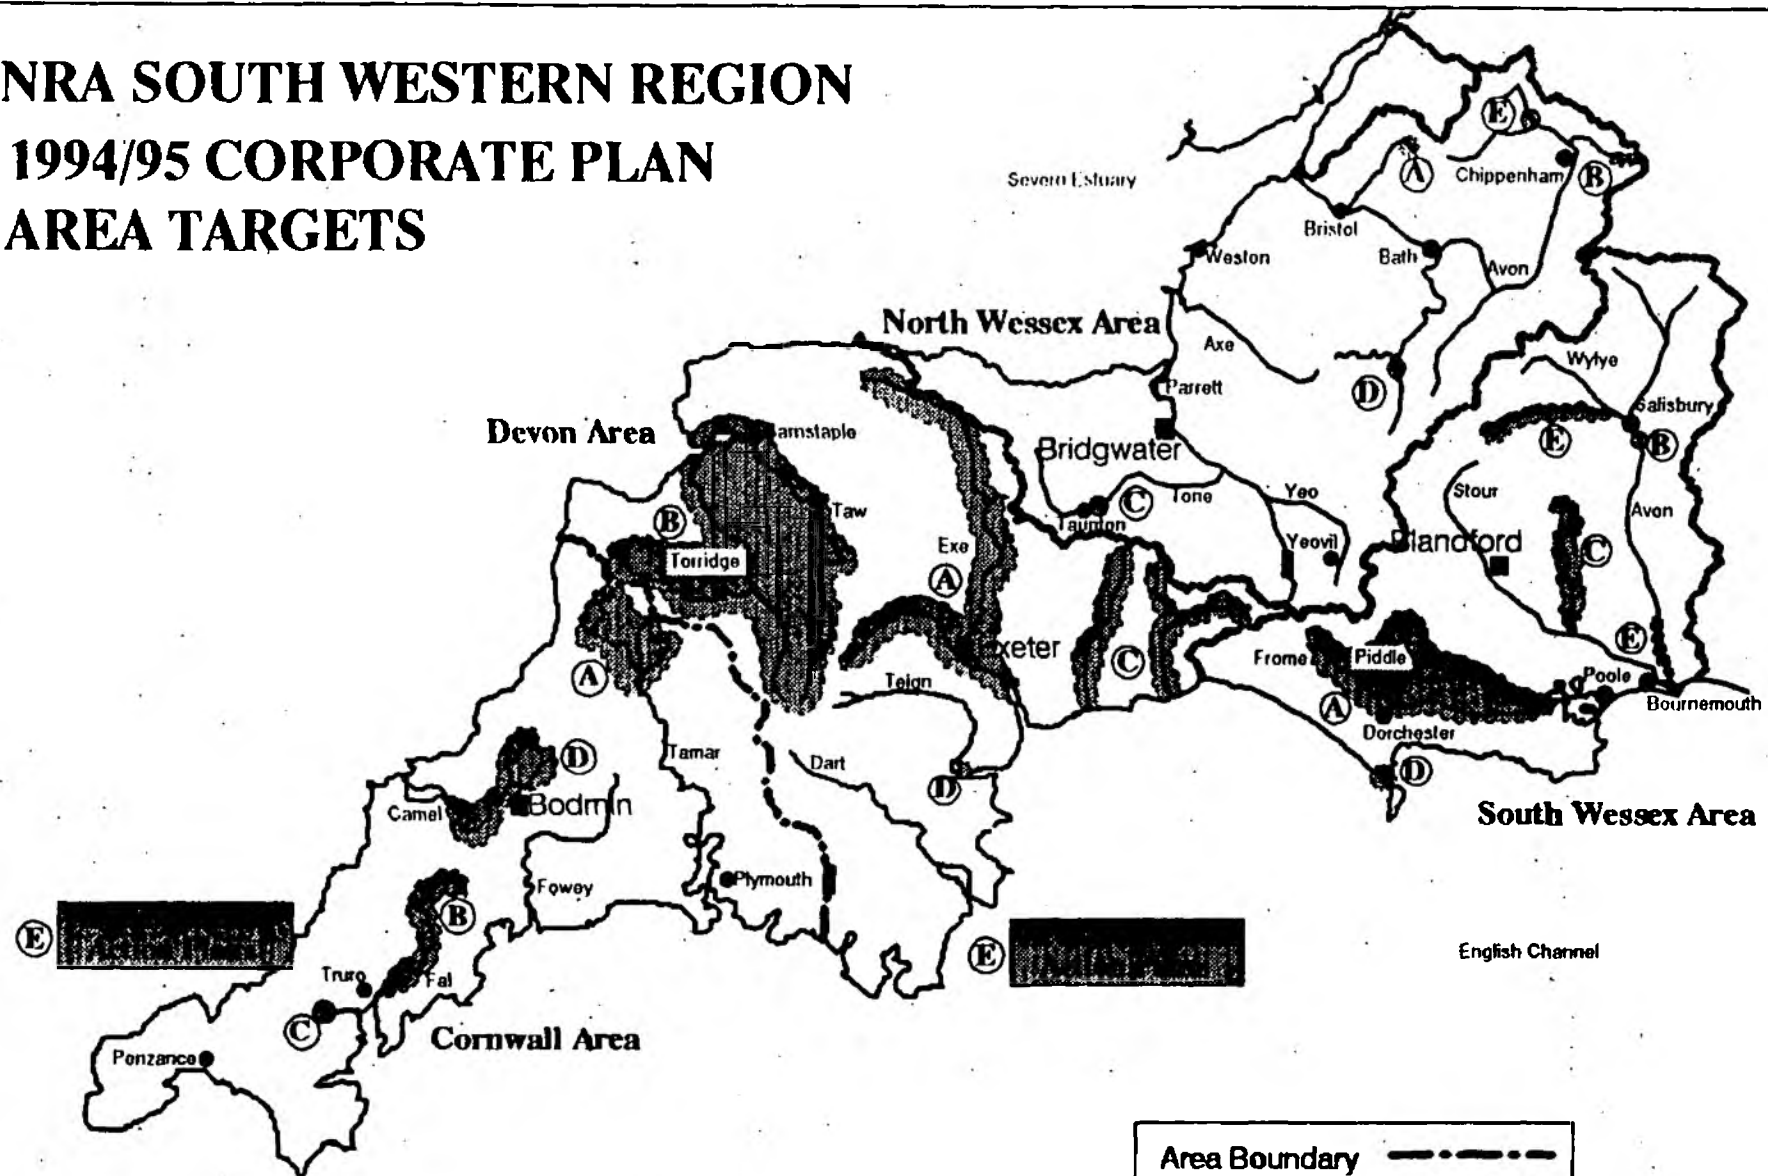 NRA SOUTH WESTERN REGION
1994/95 CORPORATE PLAN
AREA TARGETS
E
Severn Estuary
A
Chippenham
B
Bristol
Weston
Bath
Avon
North Wessex Area
Axe
Wylye
Parrett
D
Salisbury
Devon Area
Barnstaple
E
B
Bridgwater
Stour
C
Tone
Yeo
Avon
Taw
B
Taunton
Exe
Yeovil
Blandford
C
Torridge
A
Exeter
E
C
Frome
Piddle
A
Teign
Poole
A
Bournemouth
Dorchester
Tamar
D
Dart
D
D
Camel
Bodmin
South Wessex Area
Plymouth
Fowey
B
E
E
English Channel
Truro
Fal
C
Cornwall Area
Penzance
Area Boundary